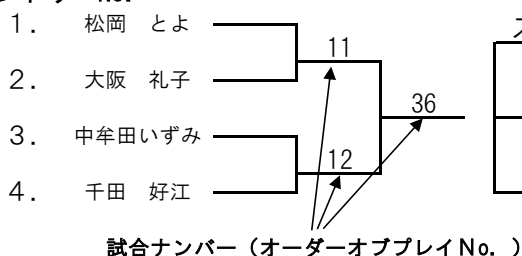 1． 松岡 とよ
11
2． 大阪 礼子
36
3． 中牟田いずみ
12
4． 千田 好江
試合ナンバー（オーダーオブプレイNo．）